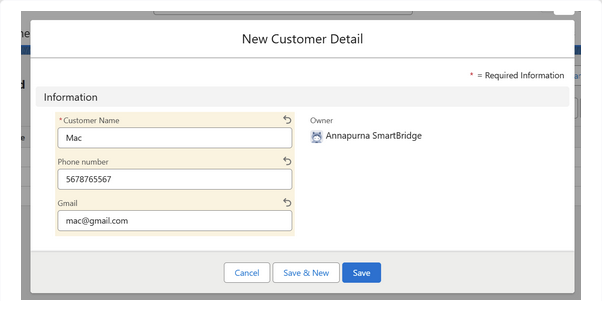 New Customer Detail
* = Required Information
Information
*Customer Name
Mac
Owner
Annapurna SmartBridge
Phone number
5678765567
Gmail
mac@gmail.com
Cancel
Save & New
Save